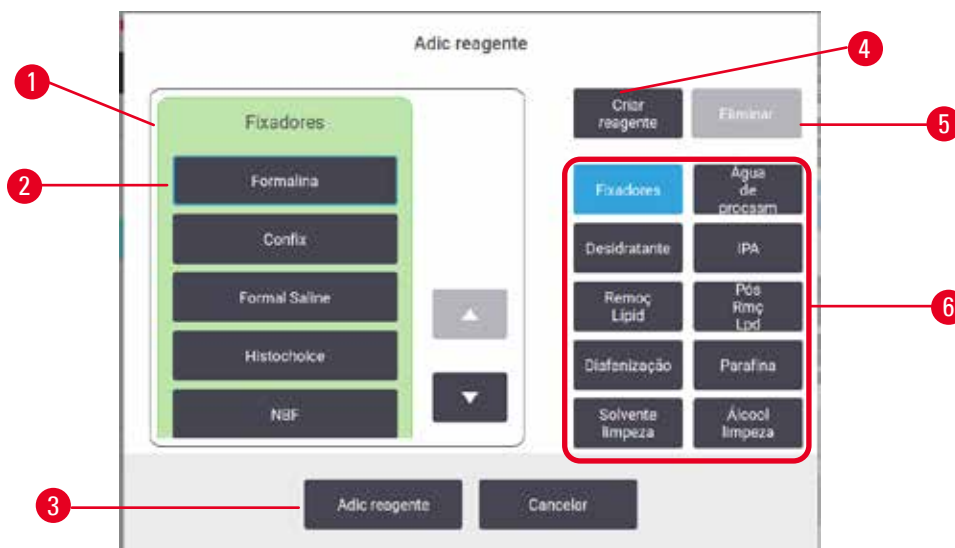 Adic reagente
4
1
Criar
reagente
Eliminar
5
Fixadores
2
Formalina
Confix
Formal Saline
Histochoice
NBF
Fixadores
Água
de
procssm
Desidratante
IPA
Remoç
Lipid
Pós
Rmç
Lpd
6
Diafanização
Parafina
Solvente
limpeza
Álcool
limpeza
3
Adic reagente
Cancelar